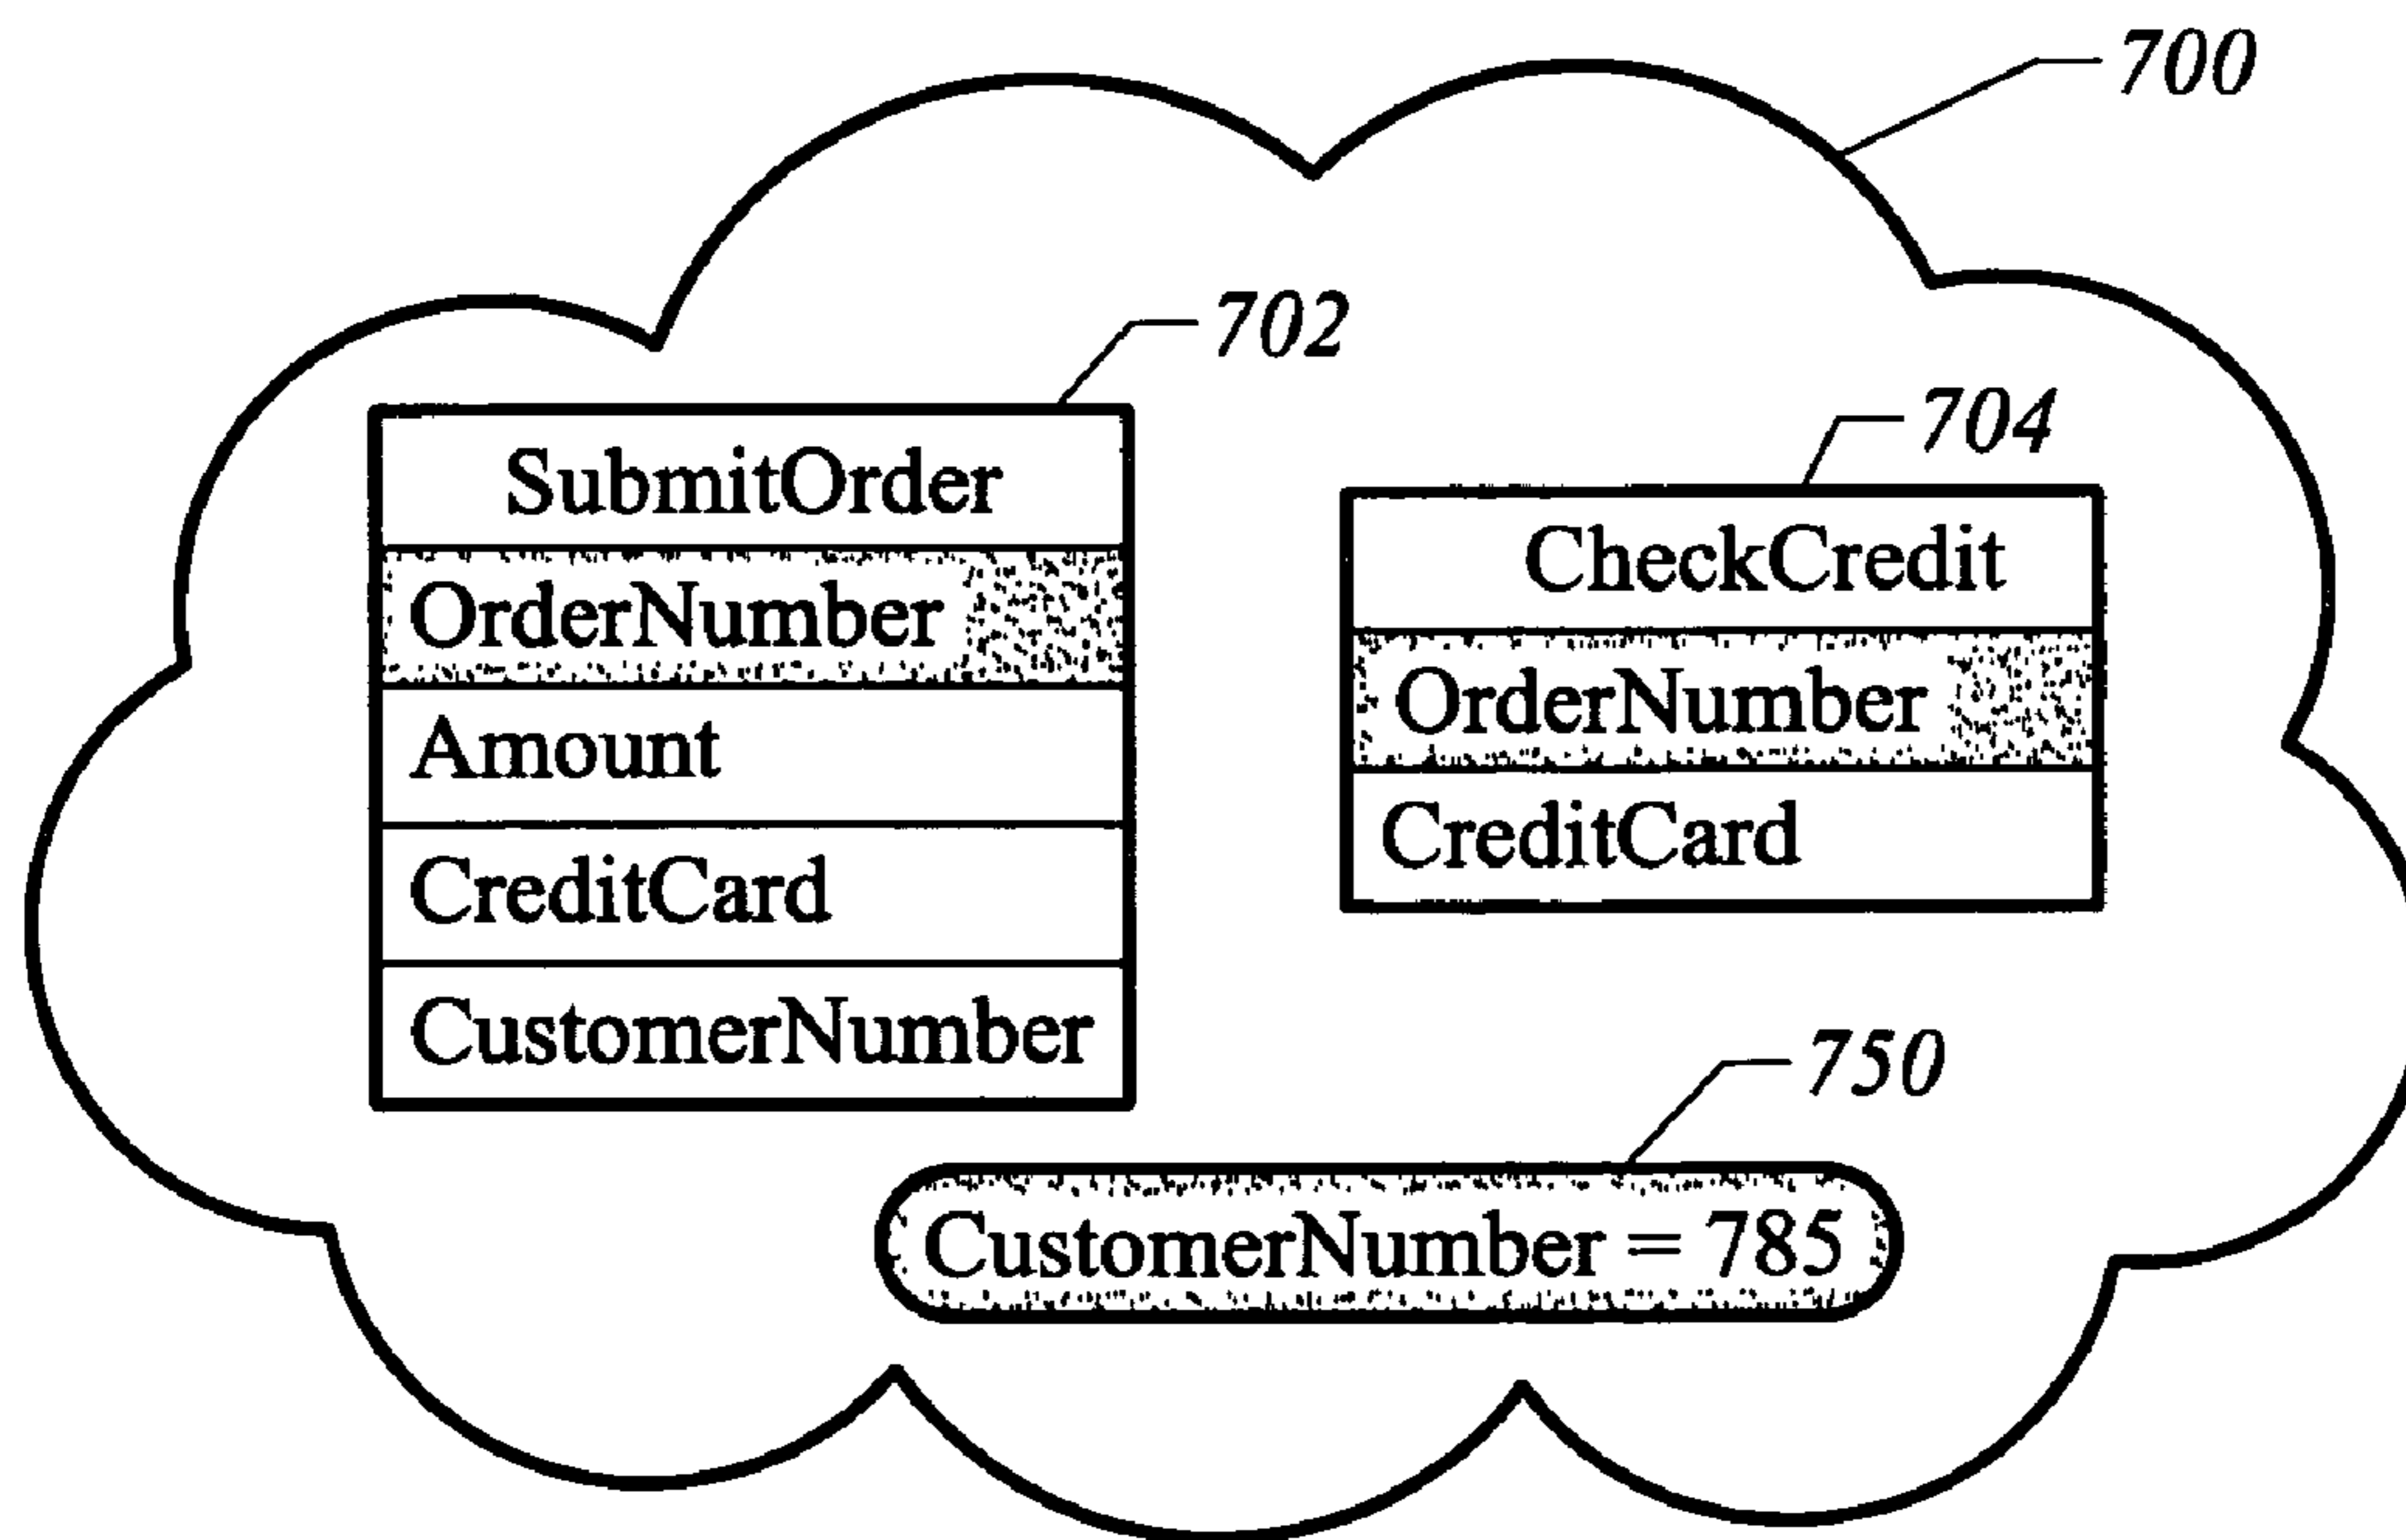 700
702
SubmitOrder
OrderNumber
Amount
CreditCard
CustomerNumber
704
CheckCredit
OrderNumber
CreditCard
750
CustomerNumber = 785